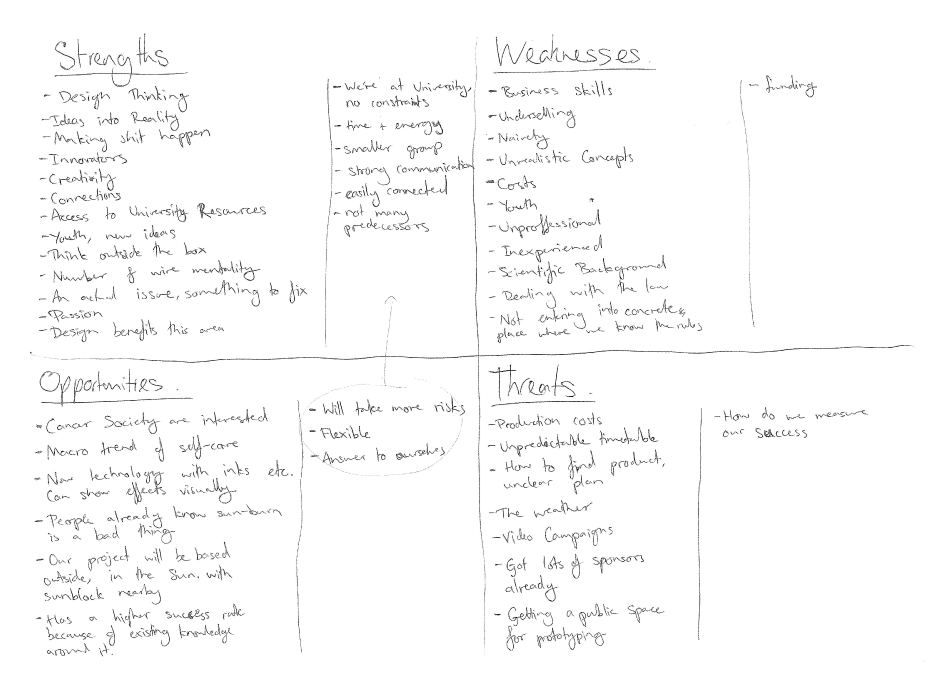 Strengths
- Design Thinking
- Ideas into Reality
- Making shit happen
- Innovators
- Creativity
- Connections
- Access to University Resources
- Youth, new ideas
- Think outside the box
- Number 8 wire mentality
- An actual issue, something to fix
- Passion
- Design benefits this area
- We're at University,
no constraints
- time + energy
- smaller group
- strong communication
- easily connected
- not many
predecessors
Weaknesses
- Business skills
- Underselling
- Naivety
- Unrealistic Concepts
- Costs
- Youth
- Unproffessional
- Inexperienced
- Scientific Background
- Dealing with the law
- Not entering into concrete
place where we know the rules
- funding
Opportunities.
- Cancer Society are interested
- Macro trend of self-care
- New technology with inks etc.
Can show effects visually
- People already know sun-burn
is a bad thing
- Our project will be based
outside, in the Sun, with
sunblock nearby
- Has a higher success rate
because of existing knowledge
around it.
- Will take more risks
- Flexible
- Answer to ourselves
Threats
- Production costs
- Unpredictable timetable
- How to find product,
unclear plan
- The weather
- Video Campaigns
- Got lots of sponsors
already
- Getting a public space
for prototyping
- How do we measure
our success